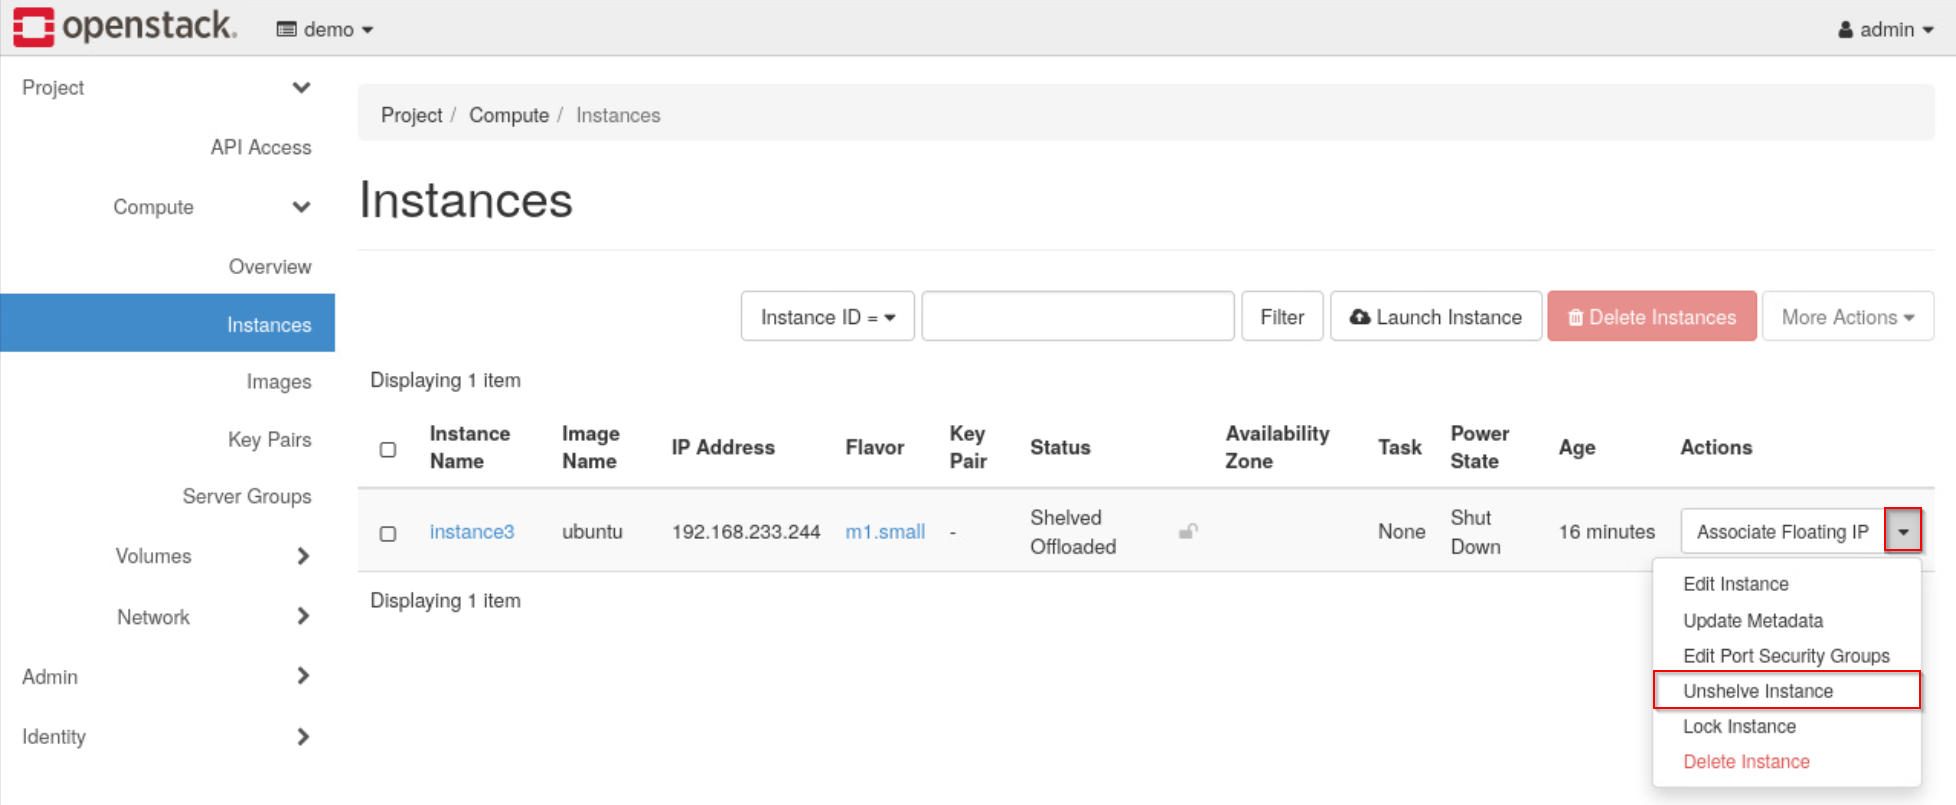 openstack.
demo
admin
Project
API Access
Compute
Overview
Instances
Images
Key Pairs
Server Groups
Volumes
Network
Admin
Identity
Project / Compute / Instances
Instances
Instance ID =
Filter
Launch Instance
Delete Instances
More Actions
Displaying 1 item
Instance Name
Image Name
IP Address
Flavor
Key Pair
Status
Availability Zone
Task
Power State
Age
Actions
instance3
ubuntu
192.168.233.244
m1.small
-
Shelved Offloaded
None
Shut Down
16 minutes
Associate Floating IP
Edit Instance
Update Metadata
Edit Port Security Groups
Unshelve Instance
Lock Instance
Delete Instance
Displaying 1 item